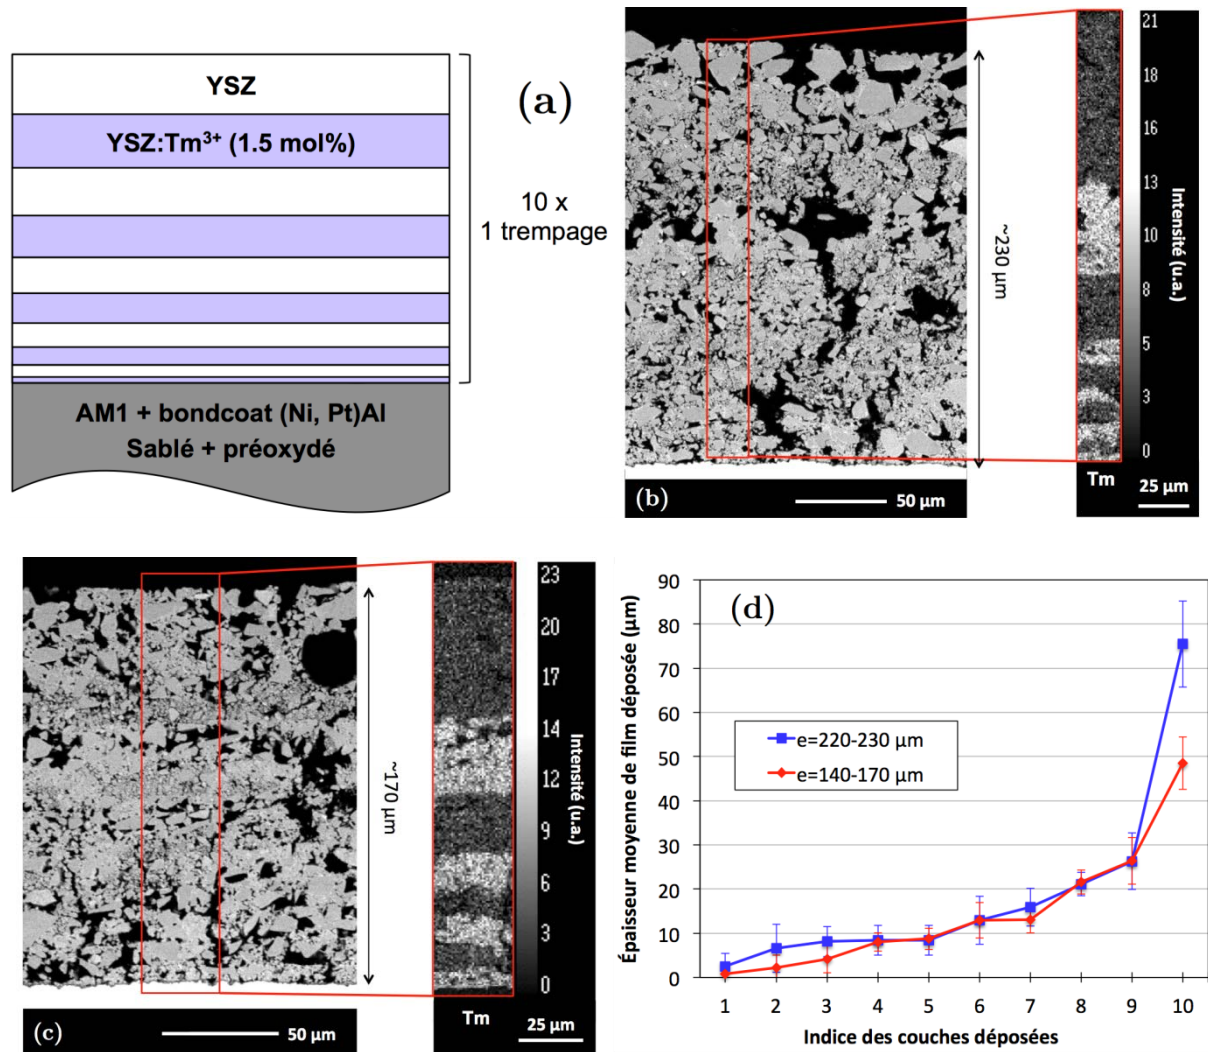 YSZ
YSZ:Tm³⁺ (1.5 mol%)
(a)
10 x
1 trempage
AM1 + bondcoat (Ni, Pt)Al
Sablé + préoxydé
~230 µm
(b)
50 µm
21
18
16
13
10
8
5
3
0
Intensité (u.a.)
Tm
25 µm
~170 µm
(c)
50 µm
23
20
17
14
12
9
6
3
0
Intensité (u.a.)
Tm
25 µm
(d)
Épaisseur moyenne de film déposée (µm)
90
80
70
60
50
40
30
20
10
0
e=220-230 µm
e=140-170 µm
1 2 3 4 5 6 7 8 9 10
Indice des couches déposées